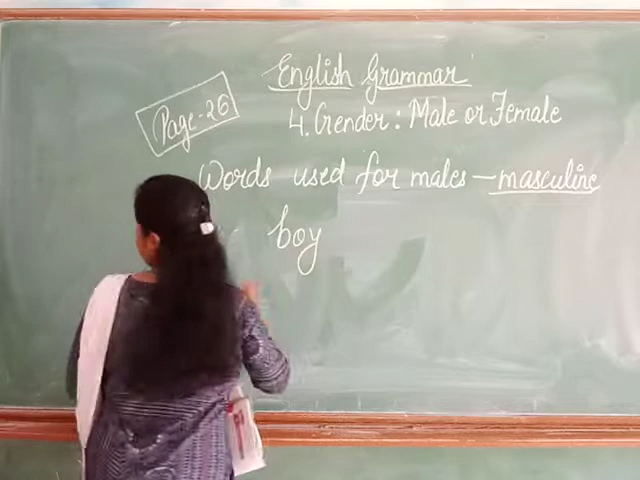 English Grammar
Page-26
4. Gender: Male or Female
Words used for males - masculine
boy